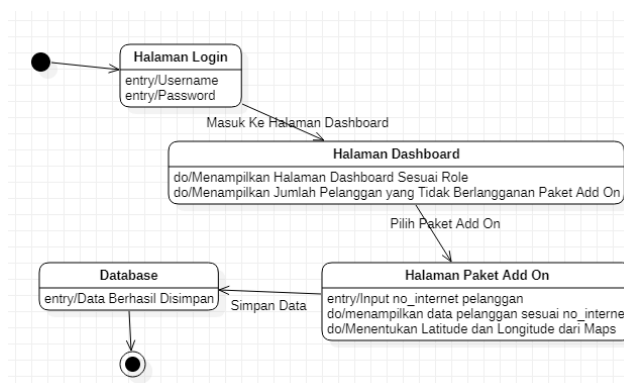 Halaman Login
entry/Username
entry/Password
Masuk Ke Halaman Dashboard
Halaman Dashboard
do/Menampilkan Halaman Dashboard Sesuai Role
do/Menampilkan Jumlah Pelanggan yang Tidak Berlangganan Paket Add On
Pilih Paket Add On
Database
entry/Data Berhasil Disimpan
Simpan Data
Halaman Paket Add On
entry/Input no_internet pelanggan
do/menampilkan data pelanggan sesuai no_interne
do/Menentukan Latitude dan Longitude dari Maps